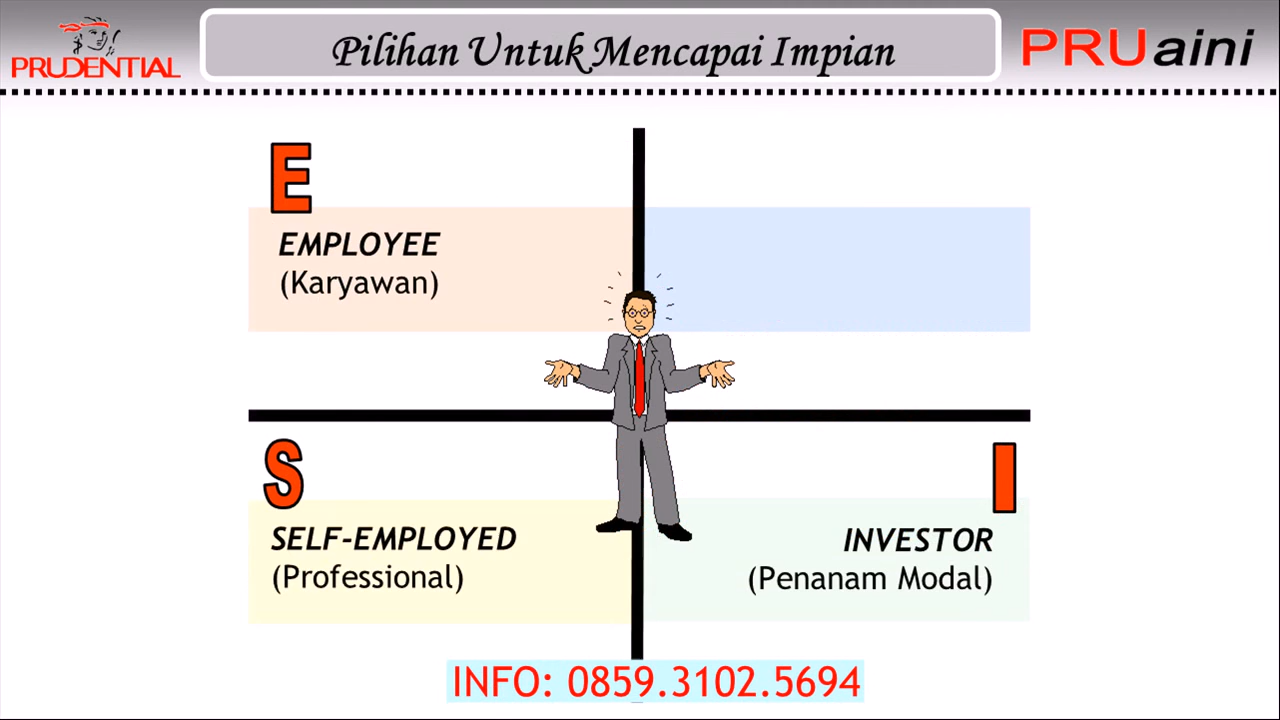 PRUDENTIAL
Pilihan Untuk Mencapai Impian
PRUaini
E
EMPLOYEE
(Karyawan)
S
SELF-EMPLOYED
(Professional)
I
INVESTOR
(Penanam Modal)
INFO: 0859.3102.5694